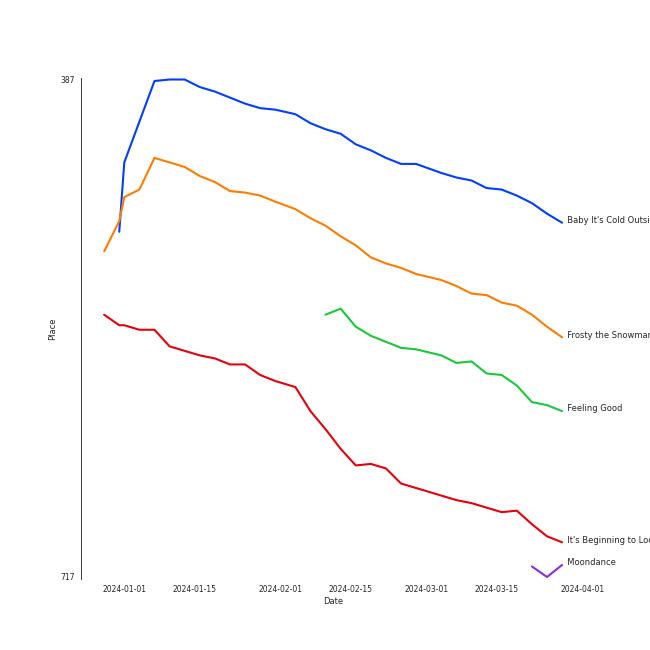 387
Baby It's Cold Outsi
Place
Frosty the Snowman
Feeling Good
It's Beginning to Loo
Moondance
717
2024-01-01 2024-01-15 2024-02-01 2024-02-15 2024-03-01 2024-03-15 2024-04-01
Date